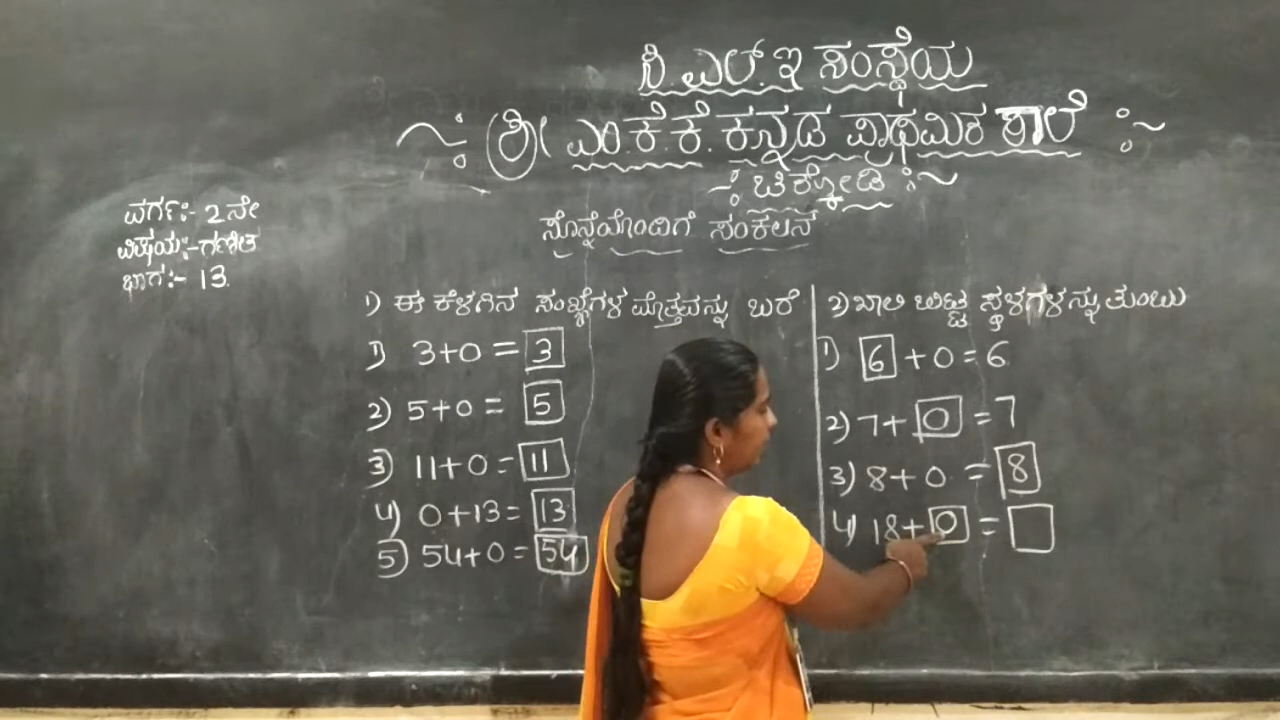 ಸಿ.ಎಲ್.ಇ ಸಂಸ್ಥೆಯ
ಶ್ರೀ ಎಂ.ಕೆ.ಕೆ. ಕನ್ನಡ ಪ್ರಾಥಮಿಕ ಶಾಲೆ
ಚಿಕ್ಕೋಡಿ
ಸೊನ್ನೆಯೊಂದಿಗೆ ಸಂಕಲನ
ವರ್ಗ:- 2ನೇ
ವಿಷಯ:- ಗಣಿತ
ಭಾಗ:- 13
1) ಈ ಕೆಳಗಿನ ಸಂಖ್ಯೆಗಳ ಮೊತ್ತವನ್ನು ಬರೆ
1) 3+0 = 3
2) 5+0 = 5
3) 11+0 = 11
4) 0+13 = 13
5) 54+0 = 54
2) ಖಾಲಿ ಬಿಟ್ಟ ಸ್ಥಳಗಳನ್ನು ತುಂಬು
1) 6 + 0 = 6
2) 7 + 0 = 7
3) 8 + 0 = 8
4) 18 + 0 =